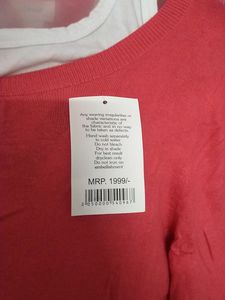 Any wearing irregularities or
shade variations are
characteristic of
the fabric and in no way
to be taken as defects.
Hand wash separately
in cold water
Do not bleach
Dry in shade
For best result
dryclean only
Do not iron on
embellishment
MRP. 1999/-